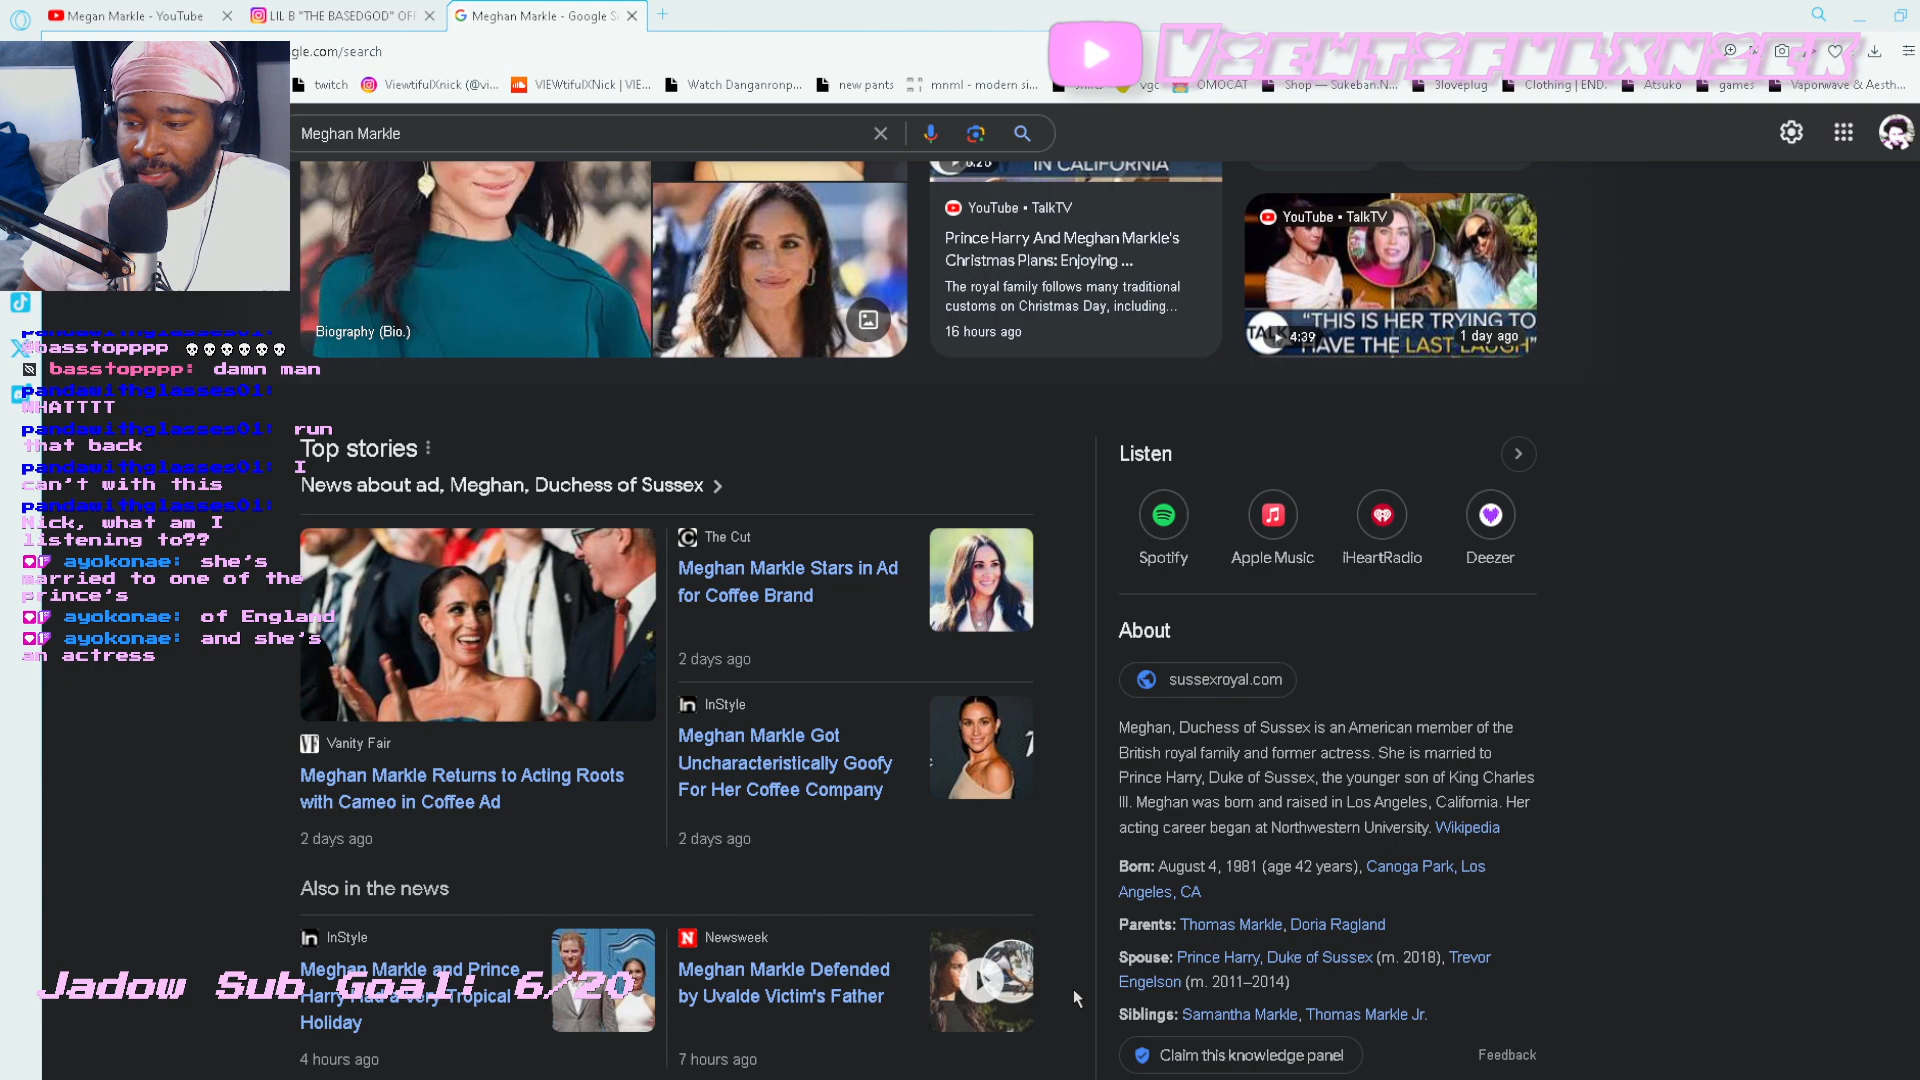 Megan Markle - YouTube
LIL B "THE BASEDGOD" OFF
Meghan Markle - Google Se
gle.com/search
ViewtifulXNick
twitch
ViewtifulXnick (@vi...
VIEWtifulXNick | VIE...
Watch Danganronp...
new pants
mnml - modern si...
vgc
OMOCAT
Shop — Sukeban.N...
3loveplug
Clothing | END.
Atsuko
games
Vaporwave & Aesth...
Meghan Markle
IN CALIFORNIA
Biography (Bio.)
YouTube • TalkTV
Prince Harry And Meghan Markle's
Christmas Plans: Enjoying ...
The royal family follows many traditional
customs on Christmas Day, including...
16 hours ago
YouTube • TalkTV
TALK
4:39
"THIS IS HER TRYING TO
HAVE THE LAST LAUGH"
1 day ago
pandawithglasses01:
@basstopppp 💀💀💀💀💀💀
basstopppp: damn man
pandawithglasses01:
WHATTTT
pandawithglasses01: run
that back
pandawithglasses01: I
can't with this
pandawithglasses01:
Nick, what am I
listening to??
ayokonae: she's
married to one of the
prince's
ayokonae: of England
ayokonae: and she's
an actress
Top stories
News about ad, Meghan, Duchess of Sussex
Vanity Fair
Meghan Markle Returns to Acting Roots
with Cameo in Coffee Ad
2 days ago
The Cut
Meghan Markle Stars in Ad
for Coffee Brand
2 days ago
InStyle
Meghan Markle Got
Uncharacteristically Goofy
For Her Coffee Company
2 days ago
Also in the news
InStyle
Meghan Markle and Prince
Harry Had a Very Tropical
Holiday
4 hours ago
Newsweek
Meghan Markle Defended
by Uvalde Victim's Father
7 hours ago
Jadow Sub Goal: 6/20
Listen
Spotify
Apple Music
iHeartRadio
Deezer
About
sussexroyal.com
Meghan, Duchess of Sussex is an American member of the
British royal family and former actress. She is married to
Prince Harry, Duke of Sussex, the younger son of King Charles
III. Meghan was born and raised in Los Angeles, California. Her
acting career began at Northwestern University. Wikipedia
Born: August 4, 1981 (age 42 years), Canoga Park, Los
Angeles, CA
Parents: Thomas Markle, Doria Ragland
Spouse: Prince Harry, Duke of Sussex (m. 2018), Trevor
Engelson (m. 2011–2014)
Siblings: Samantha Markle, Thomas Markle Jr.
Claim this knowledge panel
Feedback